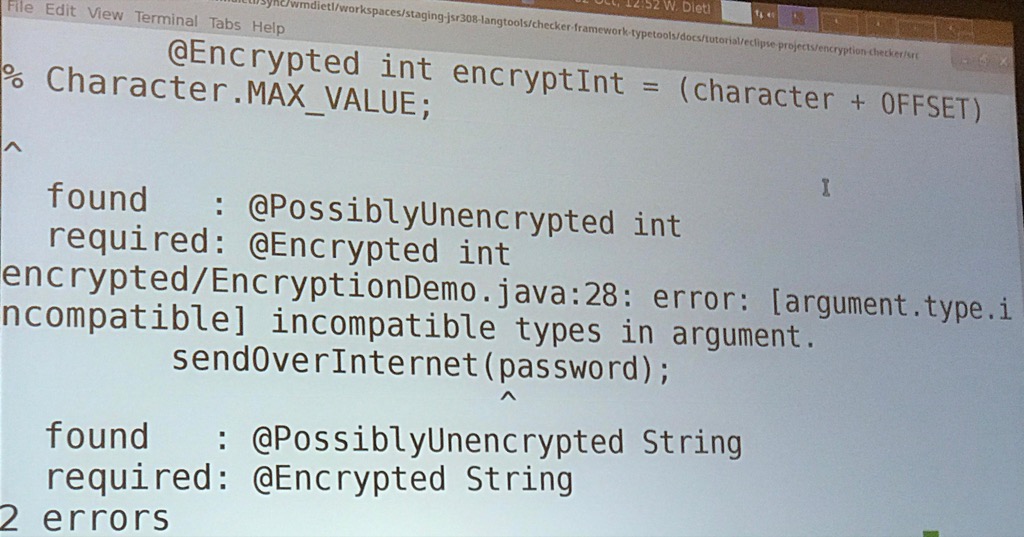 12:52 W. Dietl
/sync/wmdietl/workspaces/staging-jsr308-langtools/checker-framework-typetools/docs/tutorial/eclipse-projects/encryption-checker/src
File Edit View Terminal Tabs Help
@Encrypted int encryptInt = (character + OFFSET)
% Character.MAX_VALUE;
^
found : @PossiblyUnencrypted int
required: @Encrypted int
encrypted/EncryptionDemo.java:28: error: [argument.type.i
ncompatible] incompatible types in argument.
sendOverInternet(password);
^
found : @PossiblyUnencrypted String
required: @Encrypted String
2 errors